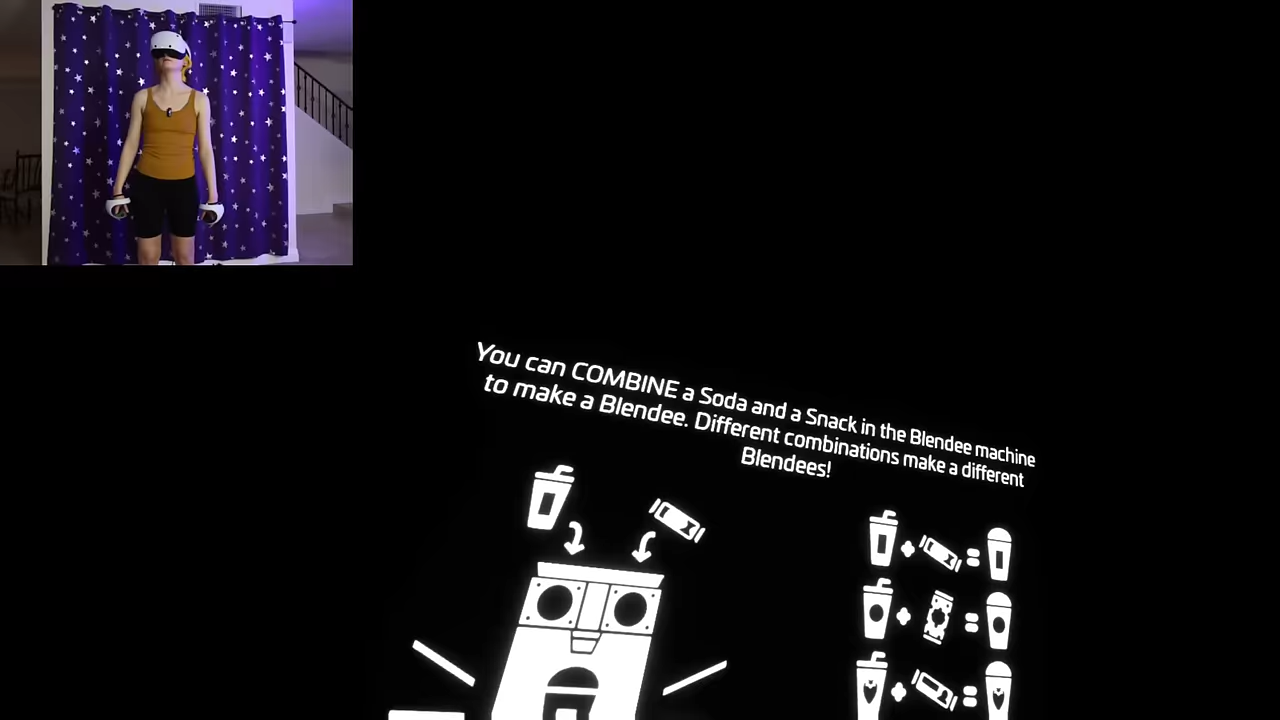 You can COMBINE a Soda and a Snack in the Blendee machine
to make a Blendee. Different combinations make a different
Blendees!